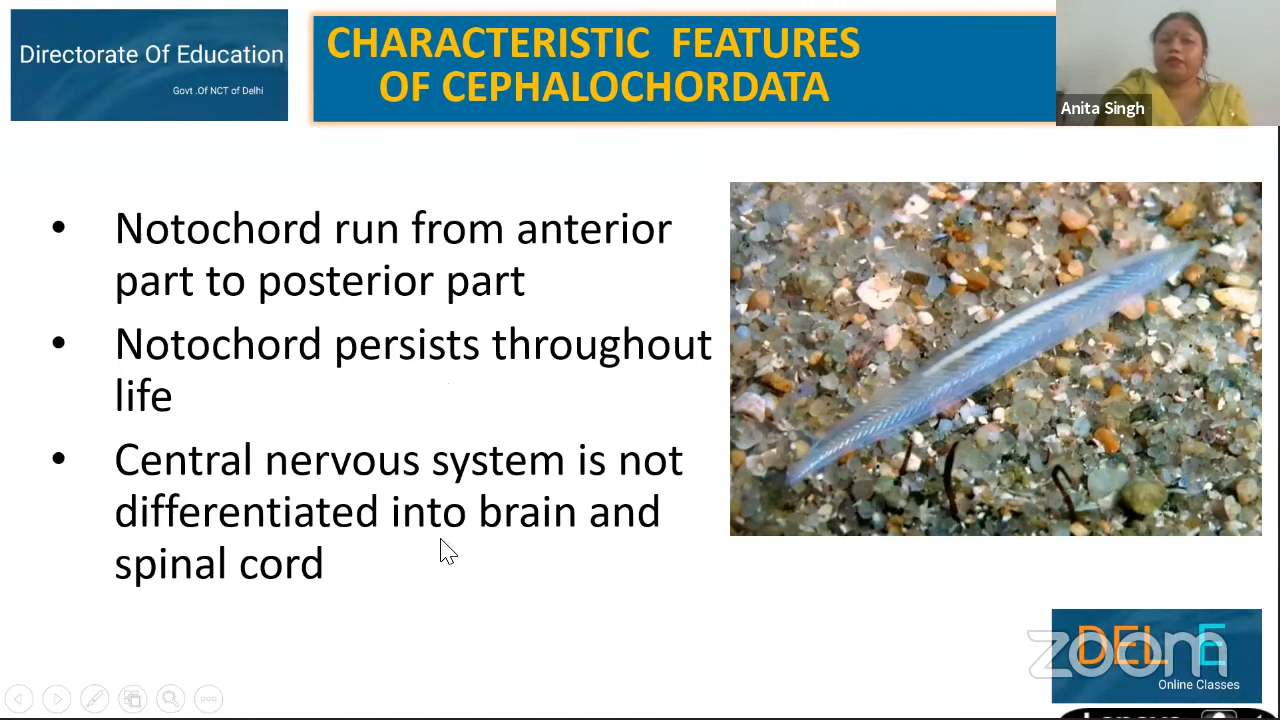 Directorate Of Education
Govt .Of NCT of Delhi
CHARACTERISTIC FEATURES
OF CEPHALOCHORDATA
Anita Singh
• Notochord run from anterior
part to posterior part
• Notochord persists throughout
life
• Central nervous system is not
differentiated into brain and
spinal cord
zoom
DEL E
Online Classes